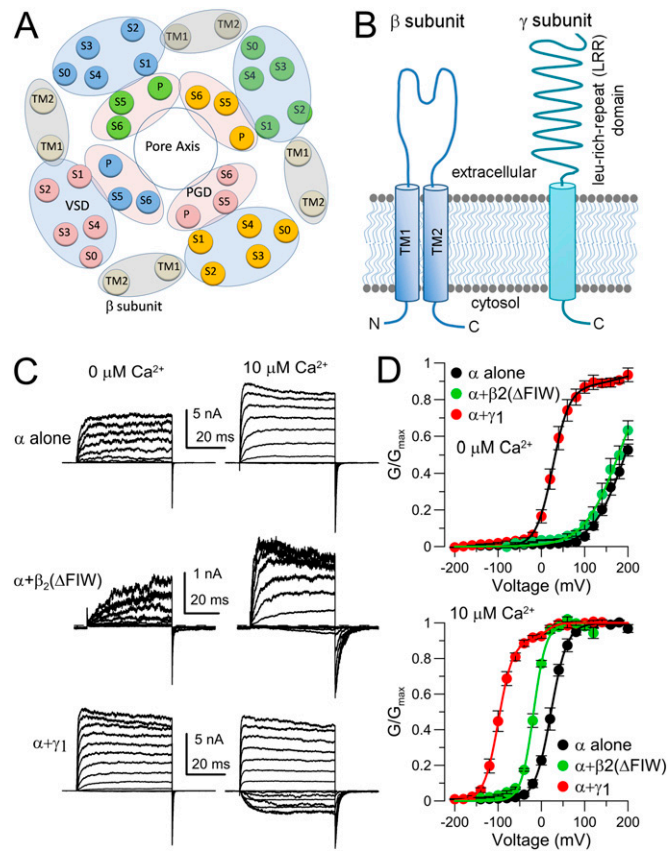 A
S2
TM1
TM2
S3
S0
S4
S1
S0
S4
S3
S2
S1
P
S5
S6
S6
S5
P
TM2
TM1
Pore Axis
TM1
TM2
P
S5
S6
S1
S2
VSD
S4
S3
S0
PGD
S6
S5
P
S1
S4
S0
S3
S2
TM2
TM1
β subunit
B
β subunit
γ subunit
leu-rich-repeat (LRR)
domain
extracellular
TM1
TM2
cytosol
N
C
C
C
0 μM Ca2+
10 μM Ca2+
α alone
5 nA
20 ms
5 nA
20 ms
α+β2(ΔFIW)
1 nA
20 ms
α+γ1
5 nA
20 ms
D
1
0.8
0.6
0.4
0.2
0
G/Gmax
α alone
α+β2(ΔFIW)
α+γ1
0 μM Ca2+
-200 -100 0 100 200
Voltage (mV)
10 μM Ca2+
1
0.8
0.6
0.4
0.2
0
G/Gmax
α alone
α+β2(ΔFIW)
α+γ1
-200 -100 0 100 200
Voltage (mV)